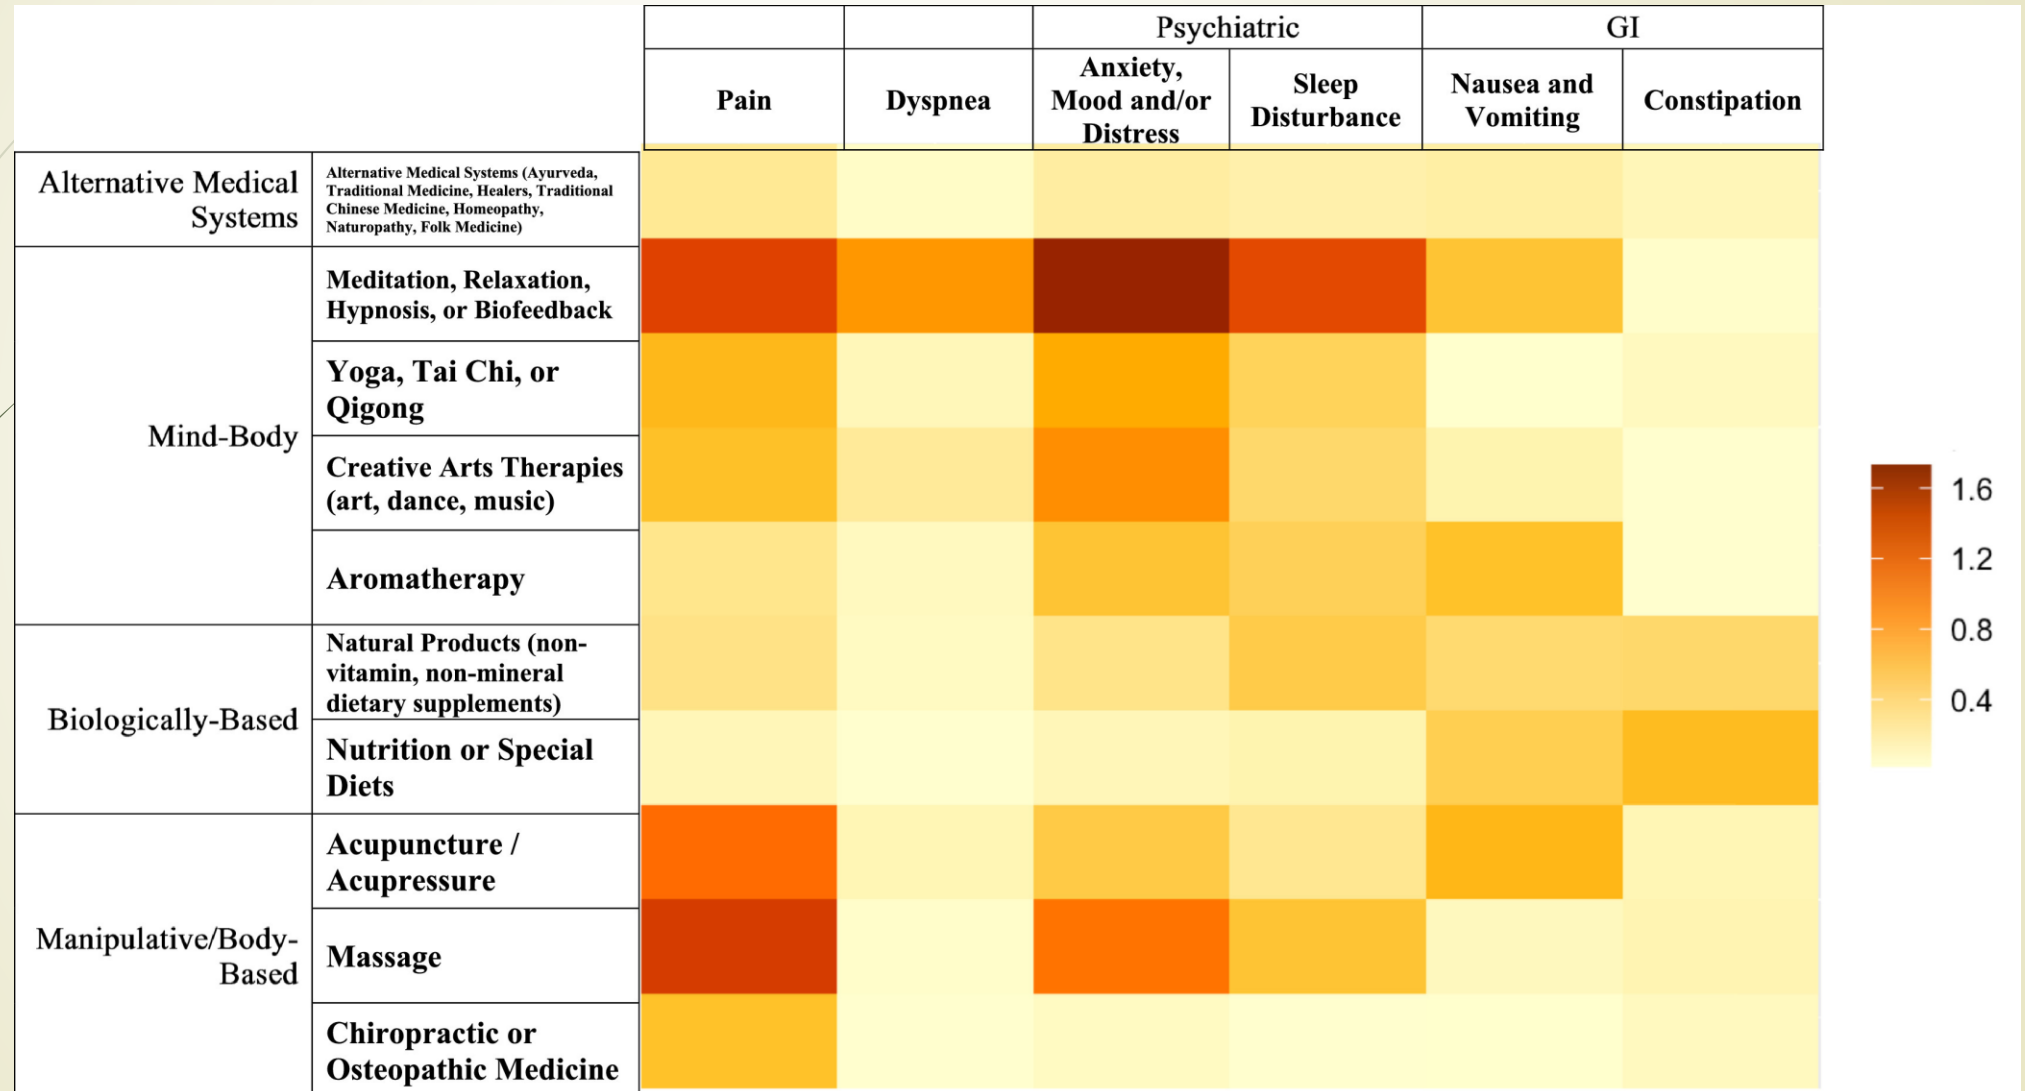 Psychiatric
GI
Pain
Dyspnea
Anxiety,
Mood and/or
Distress
Sleep
Disturbance
Nausea and
Vomiting
Constipation
Alternative Medical
Systems
Alternative Medical Systems (Ayurveda,
Traditional Medicine, Healers, Traditional
Chinese Medicine, Homeopathy,
Naturopathy, Folk Medicine)
Mind-Body
Meditation, Relaxation,
Hypnosis, or Biofeedback
Yoga, Tai Chi, or
Qigong
Creative Arts Therapies
(art, dance, music)
Aromatherapy
Biologically-Based
Natural Products (non-
vitamin, non-mineral
dietary supplements)
Nutrition or Special
Diets
Manipulative/Body-
Based
Acupuncture /
Acupressure
Massage
Chiropractic or
Osteopathic Medicine
1.6
1.2
0.8
0.4